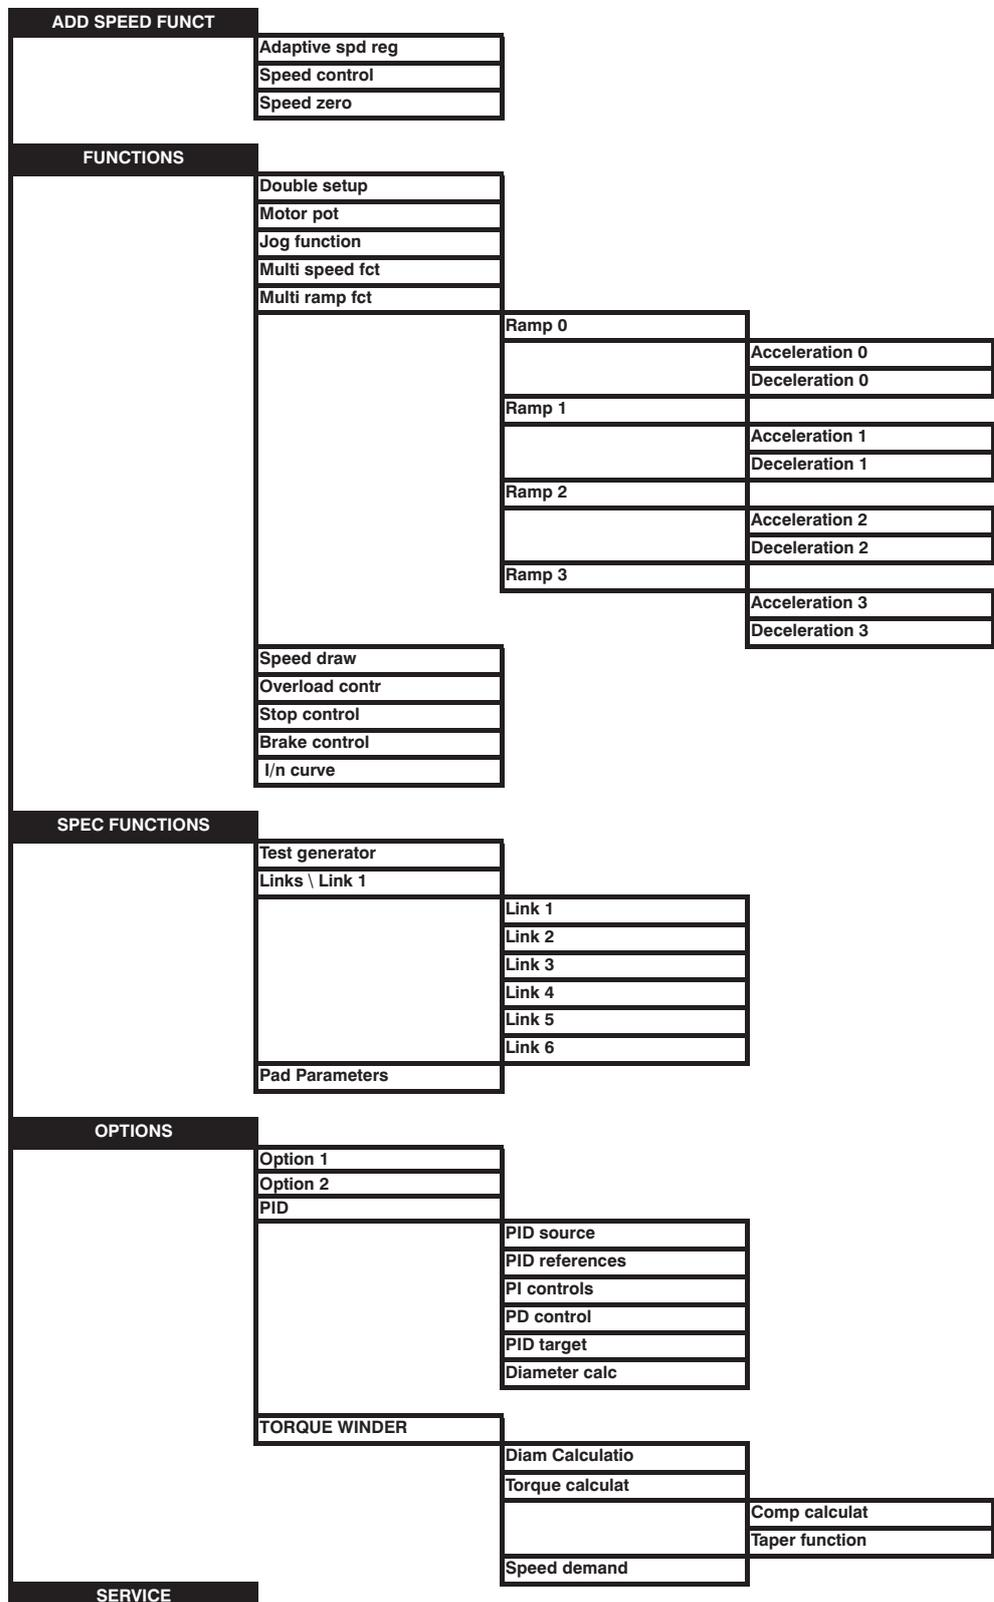 ADD SPEED FUNCT
Adaptive spd reg
Speed control
Speed zero
FUNCTIONS
Double setup
Motor pot
Jog function
Multi speed fct
Multi ramp fct
Ramp 0
Acceleration 0
Deceleration 0
Ramp 1
Acceleration 1
Deceleration 1
Ramp 2
Acceleration 2
Deceleration 2
Ramp 3
Acceleration 3
Deceleration 3
Speed draw
Overload contr
Stop control
Brake control
I/n curve
SPEC FUNCTIONS
Test generator
Links \ Link 1
Link 1
Link 2
Link 3
Link 4
Link 5
Link 6
Pad Parameters
OPTIONS
Option 1
Option 2
PID
PID source
PID references
PI controls
PD control
PID target
Diameter calc
TORQUE WINDER
Diam Calculatio
Torque calculat
Comp calculat
Taper function
Speed demand
SERVICE